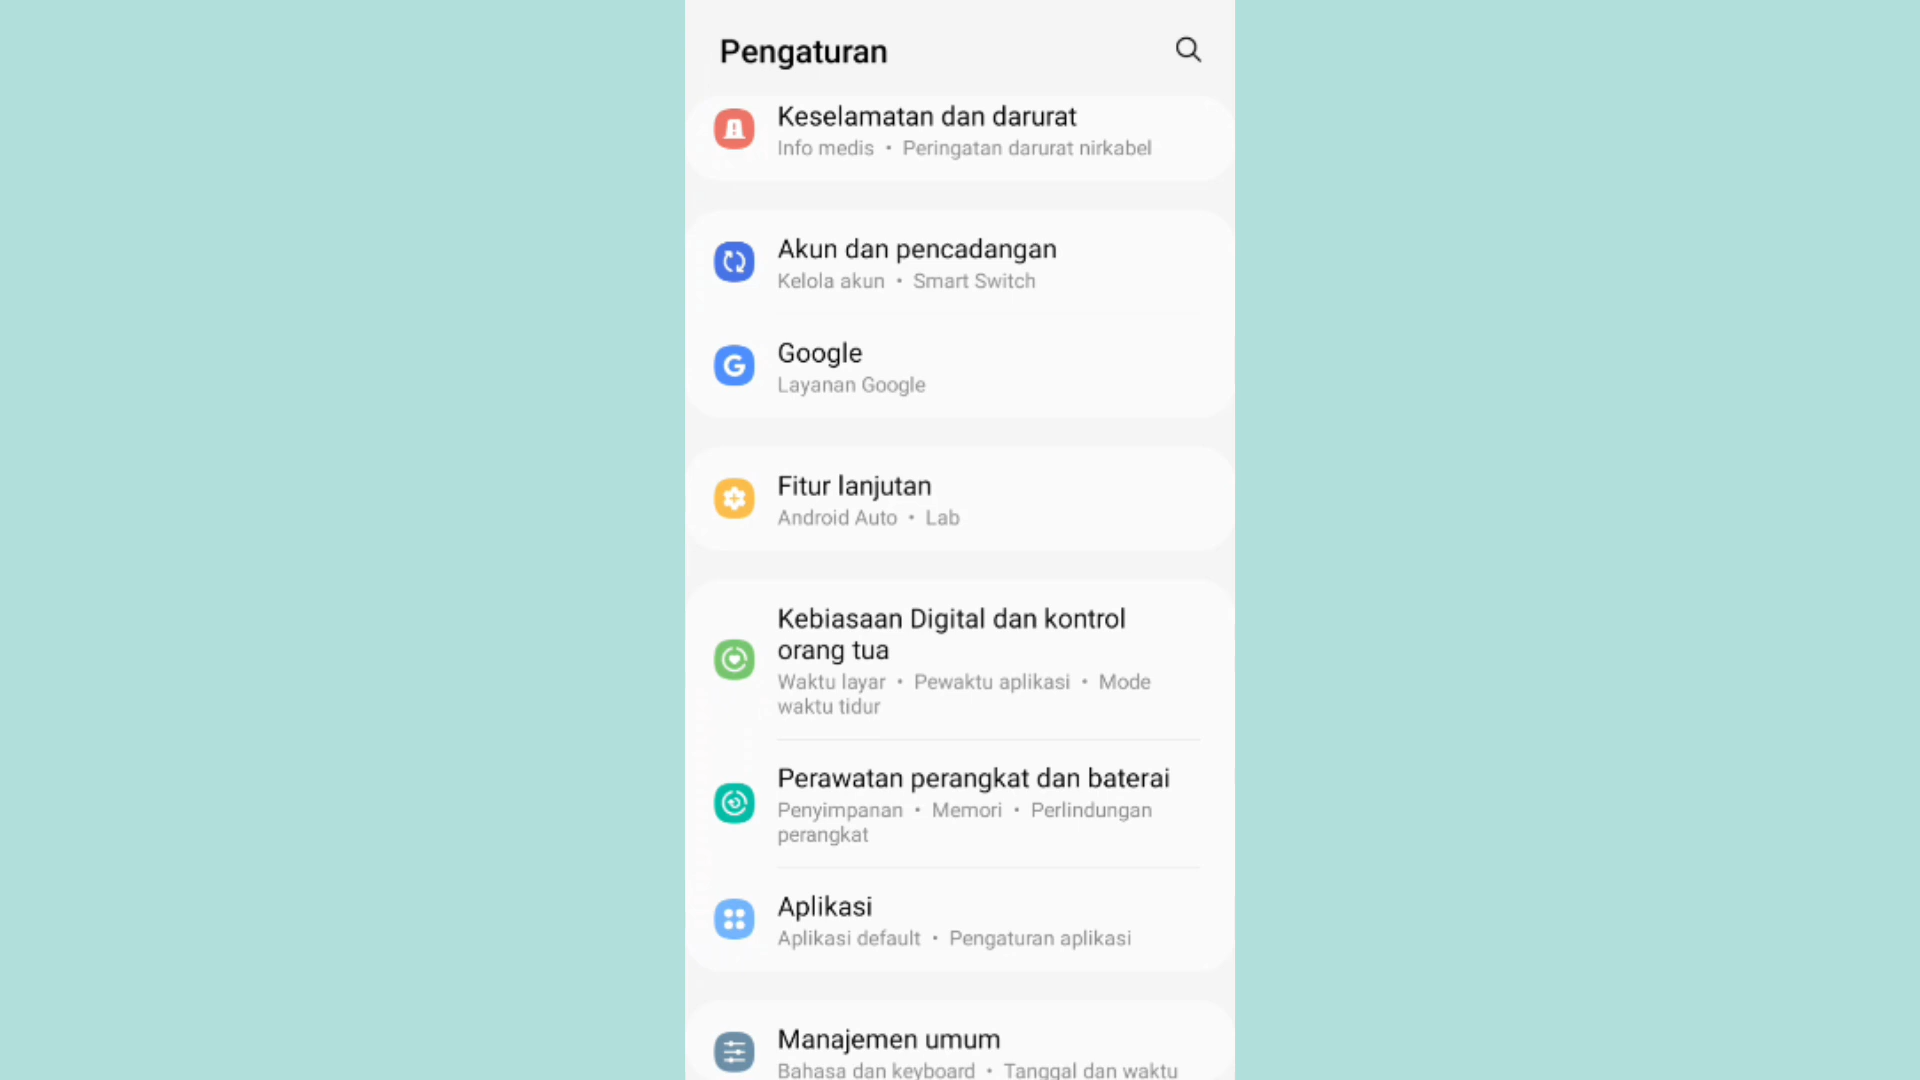 Pengaturan
Keselamatan dan darurat
Info medis • Peringatan darurat nirkabel
Akun dan pencadangan
Kelola akun • Smart Switch
Google
Layanan Google
Fitur lanjutan
Android Auto • Lab
Kebiasaan Digital dan kontrol
orang tua
Waktu layar • Pewaktu aplikasi • Mode
waktu tidur
Perawatan perangkat dan baterai
Penyimpanan • Memori • Perlindungan
perangkat
Aplikasi
Aplikasi default • Pengaturan aplikasi
Manajemen umum
Bahasa dan keyboard • Tanggal dan waktu